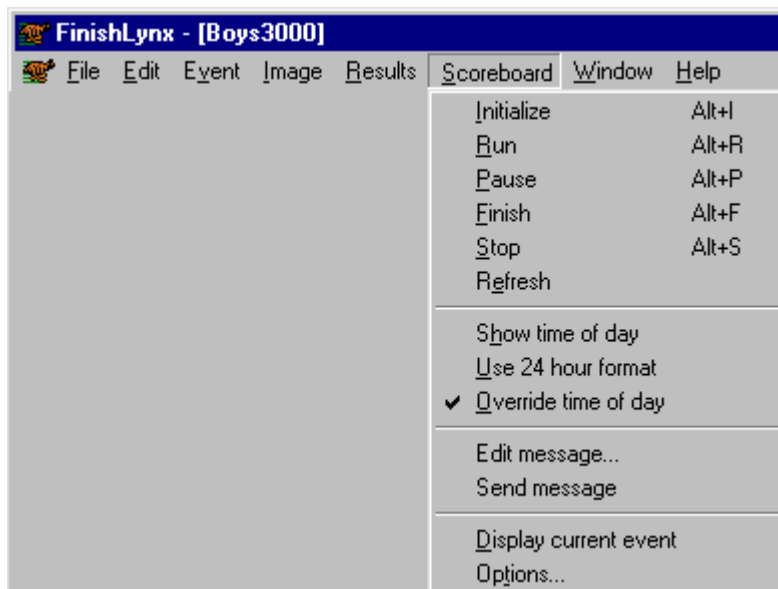 FinishLynx - [Boys3000]
File Edit Event Image Results Scoreboard Window Help
Initialize Alt+I
Run Alt+R
Pause Alt+P
Finish Alt+F
Stop Alt+S
Refresh
Show time of day
Use 24 hour format
Override time of day
Edit message...
Send message
Display current event
Options...